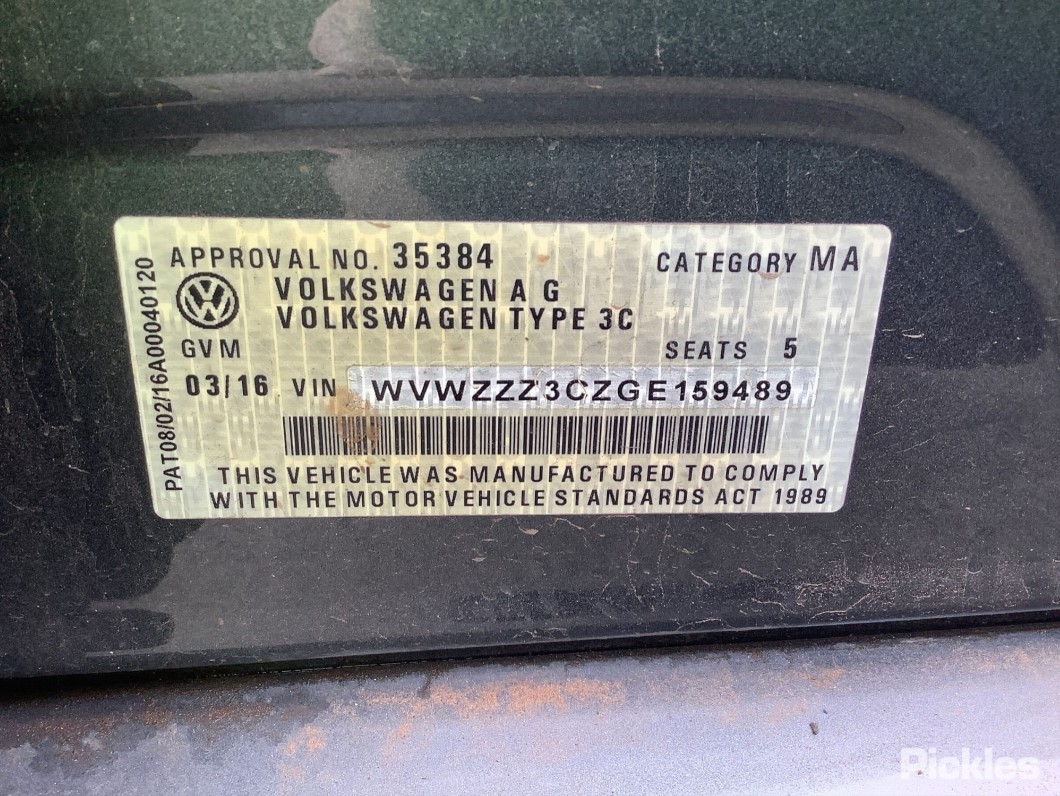 APPROVAL NO. 35384 CATEGORY MA
VOLKSWAGEN A G
VOLKSWAGEN TYPE 3C
GVM SEATS 5
03/16 VIN WVWZZZ3CZGE159489
THIS VEHICLE WAS MANUFACTURED TO COMPLY
WITH THE MOTOR VEHICLE STANDARDS ACT 1989
PAT08/02/16A00040120
Pickles